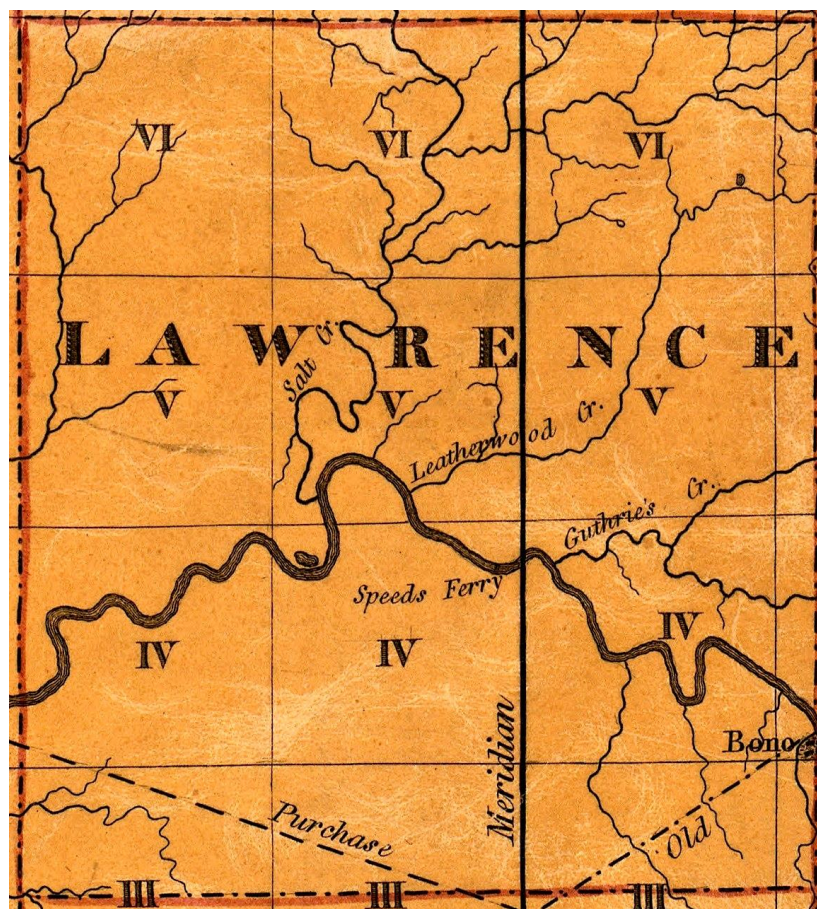 VI VI VI
LAWRENCE
Salt Cr.
V V V
Leatherwood Cr.
Guthrie's Cr.
Speeds Ferry
IV IV IV
Bono
Meridian
Purchase
Old
III III III